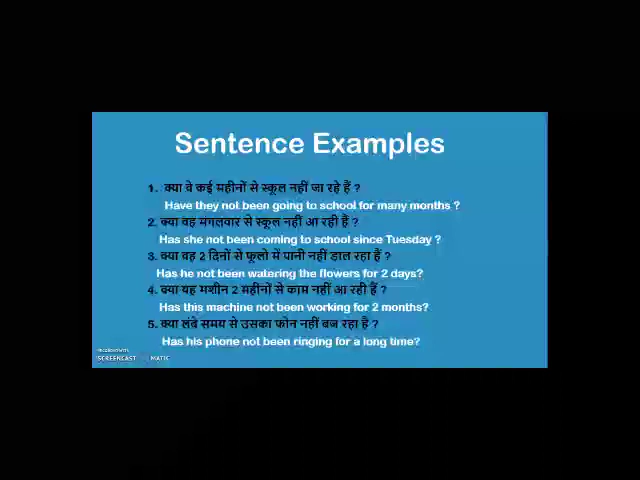 Sentence Examples
1. क्या वे कई महीनों से स्कूल नहीं जा रहे हैं ?
Have they not been going to school for many months ?
2. क्या वह मंगलवार से स्कूल नहीं आ रही है ?
Has she not been coming to school since Tuesday ?
3. क्या वह 2 दिनों से फूलो में पानी नहीं डाल रहा है ?
Has he not been watering the flowers for 2 days?
4. क्या यह मशीन 2 महीनों से काम नहीं आ रही हैं ?
Has this machine not been working for 2 months?
5. क्या लंबे समय से उसका फोन नहीं बज रहा है ?
Has his phone not been ringing for a long time?
RECORDED WITH
SCREENCAST MATIC